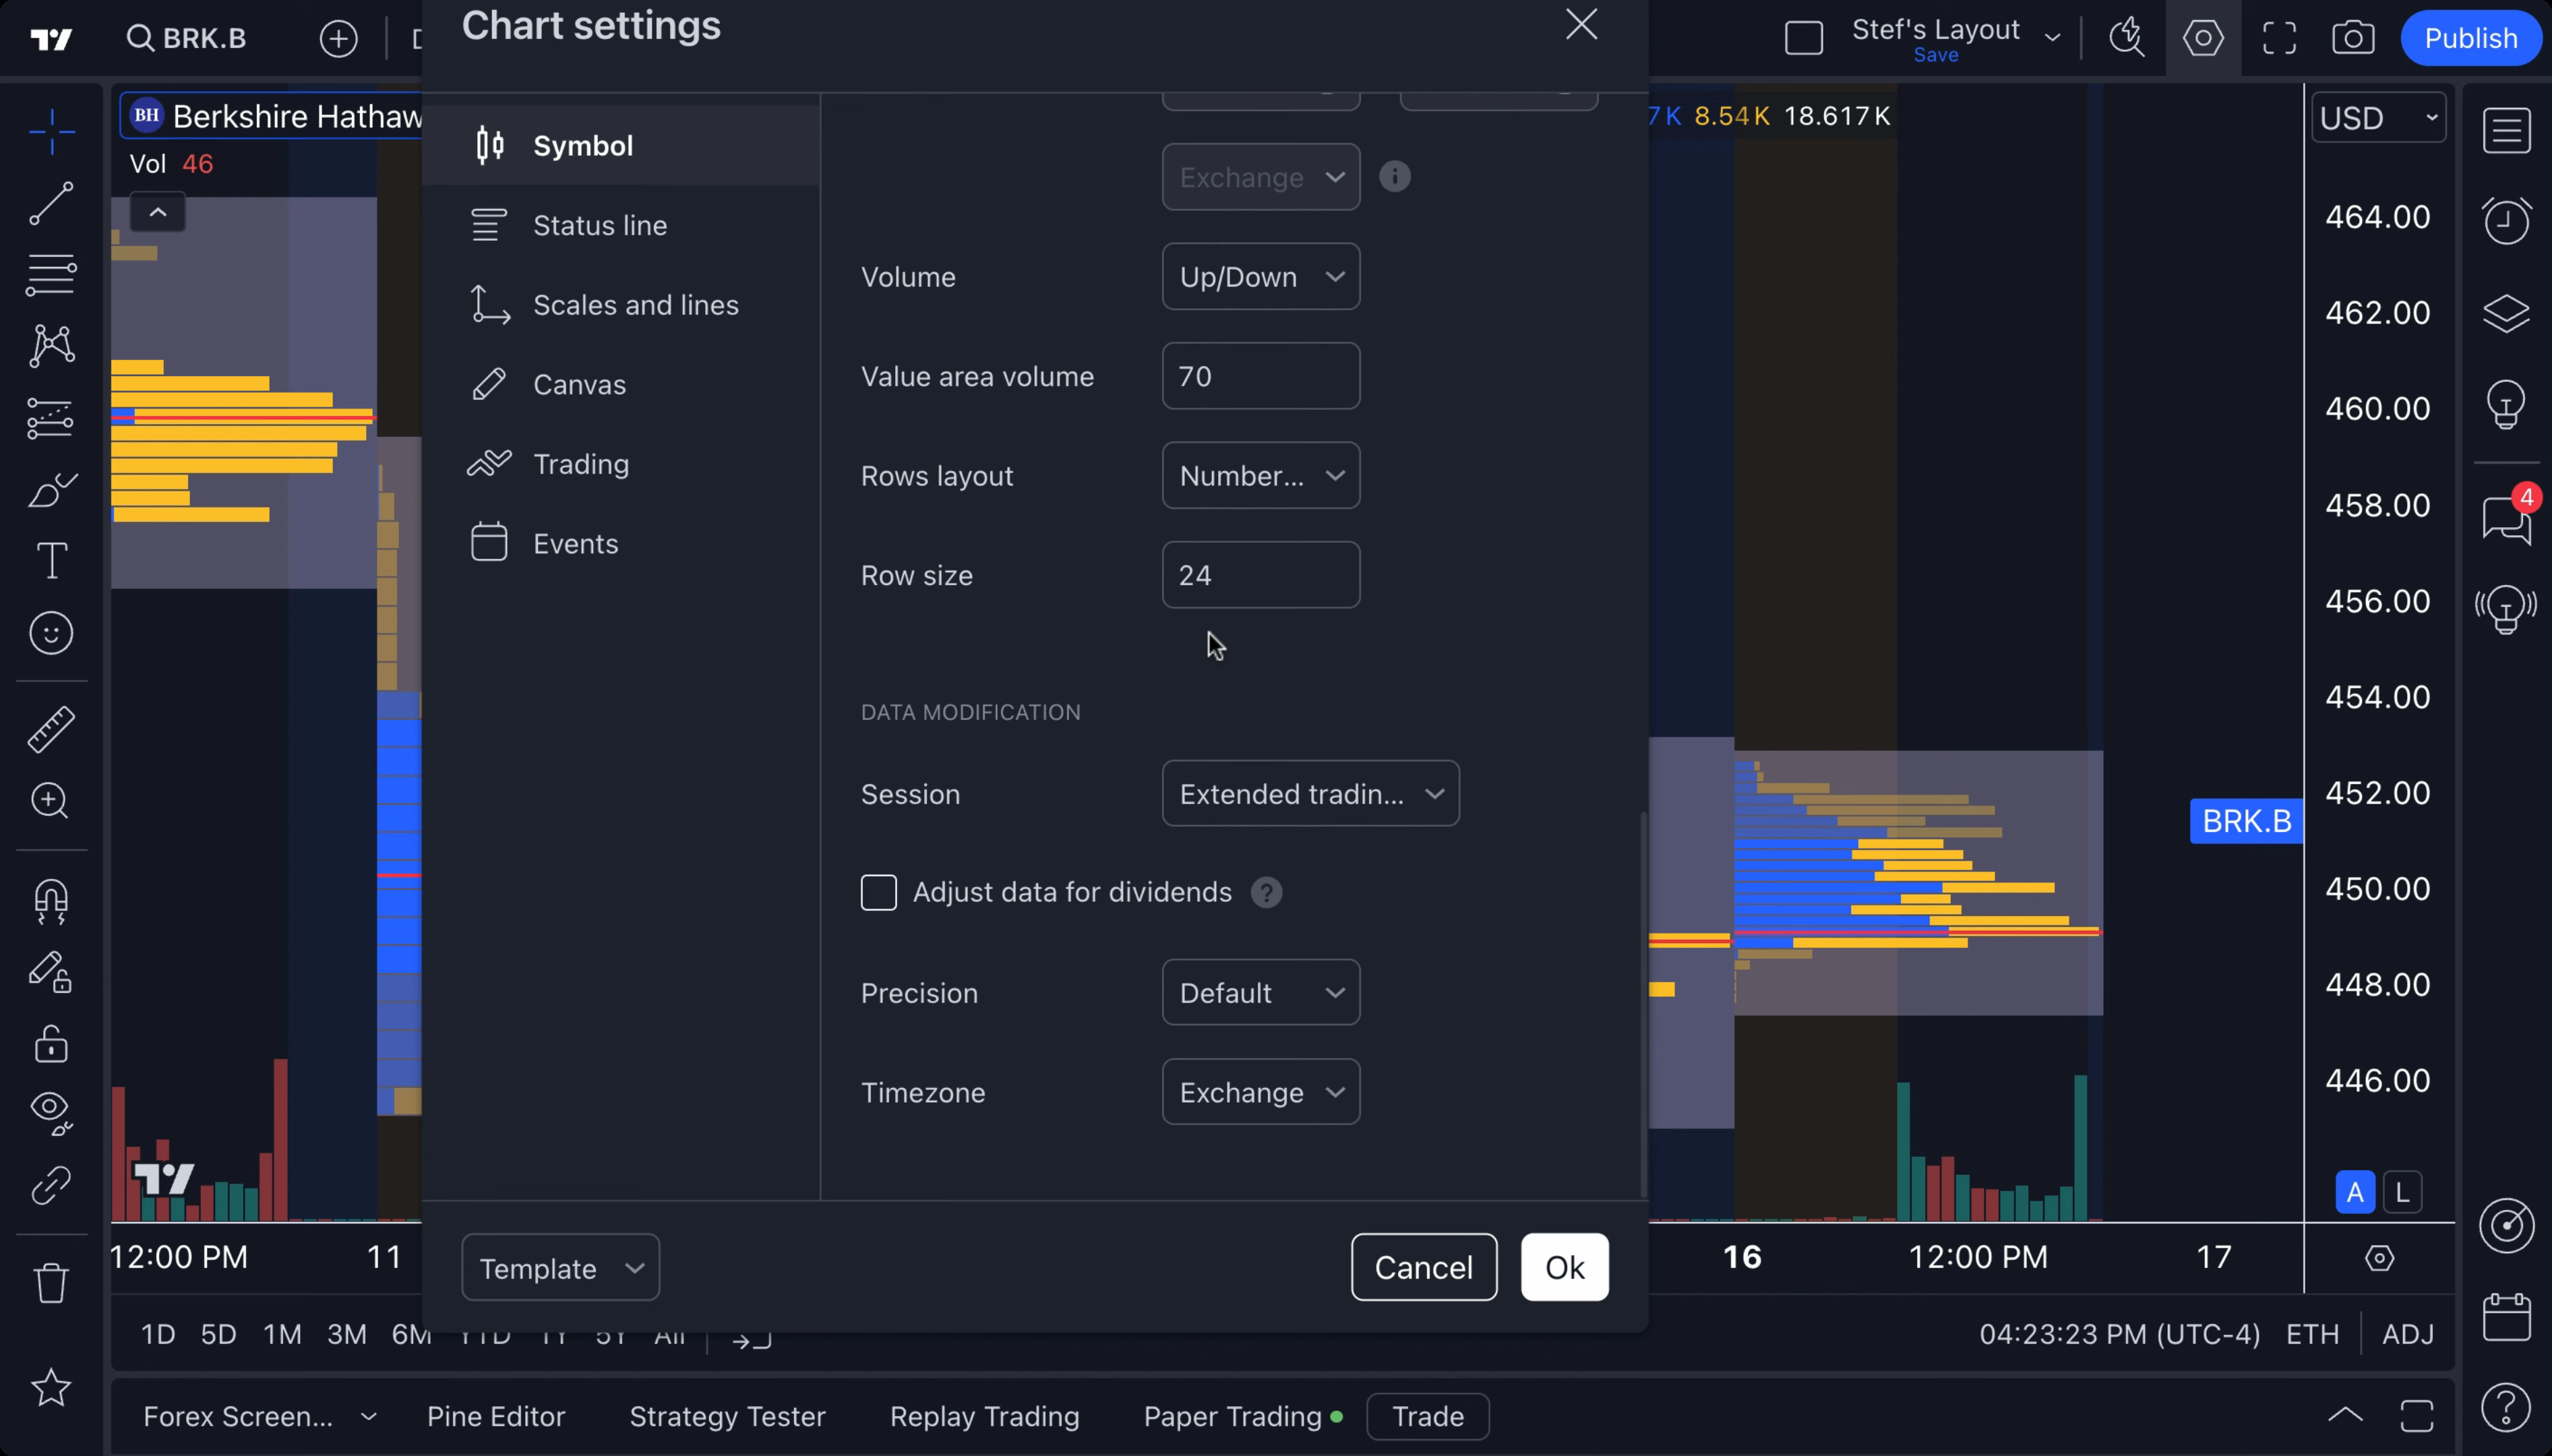 BRK.B
Chart settings
Stef's Layout
Save
Publish
BH Berkshire Hathaw
7K 8.54K 18.617K
USD
Vol 46
Symbol
Status line
Scales and lines
Canvas
Trading
Events
Exchange
Volume Up/Down
Value area volume 70
Rows layout Number...
Row size 24
DATA MODIFICATION
Session Extended tradin...
Adjust data for dividends ?
Precision Default
Timezone Exchange
Template
Cancel
Ok
464.00
462.00
460.00
458.00
4
456.00
454.00
452.00
BRK.B
450.00
448.00
446.00
A L
12:00 PM 11 16 12:00 PM 17
1D 5D 1M 3M 6M YTD 1Y 5Y All
04:23:23 PM (UTC-4) ETH ADJ
Forex Screen... Pine Editor Strategy Tester Replay Trading Paper Trading Trade